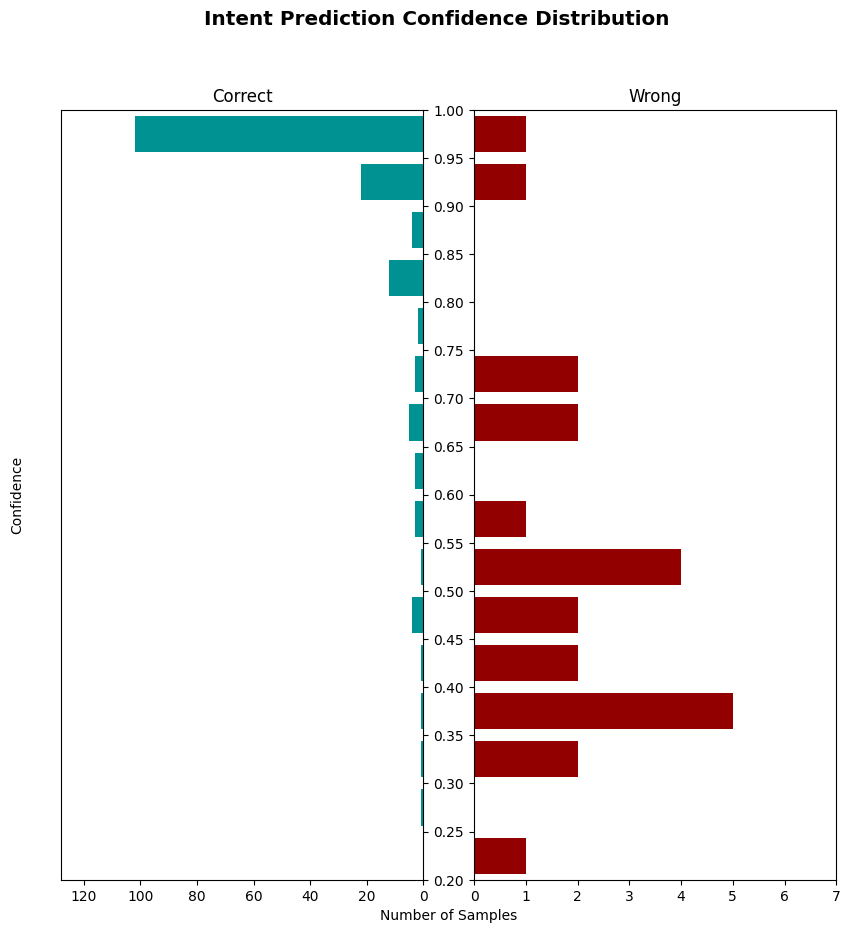 Intent Prediction Confidence Distribution
Correct
Wrong
1.00
0.95
0.90
0.85
0.80
0.75
0.70
0.65
0.60
0.55
0.50
0.45
0.40
0.35
0.30
0.25
0.20
Confidence
120 100 80 60 40 20 0
0 1 2 3 4 5 6 7
Number of Samples